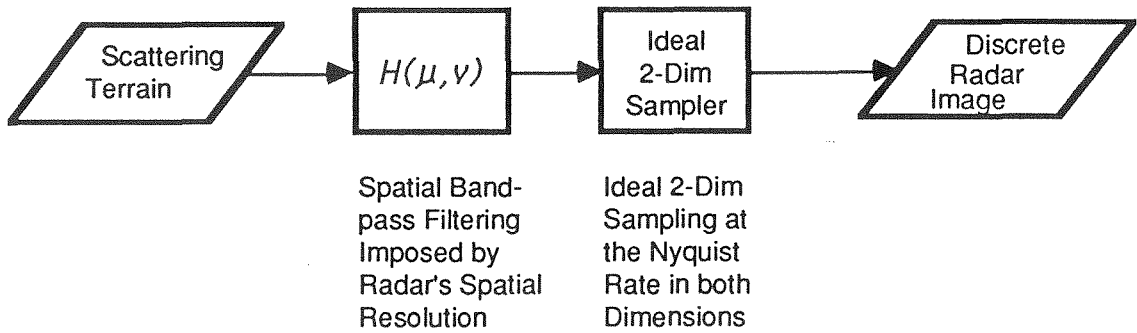 Scattering
Terrain
H(μ,ν)
Ideal
2-Dim
Sampler
Discrete
Radar
Image
Spatial Band-
pass Filtering
Imposed by
Radar's Spatial
Resolution
Ideal 2-Dim
Sampling at
the Nyquist
Rate in both
Dimensions